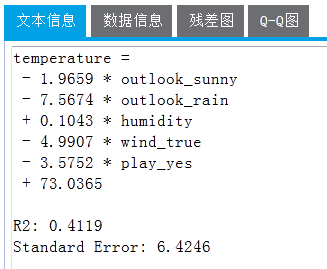 文本信息 数据信息 残差图 Q-Q图
temperature =
- 1.9659 * outlook_sunny
- 7.5674 * outlook_rain
+ 0.1043 * humidity
- 4.9907 * wind_true
- 3.5752 * play_yes
+ 73.0365
R2: 0.4119
Standard Error: 6.4246